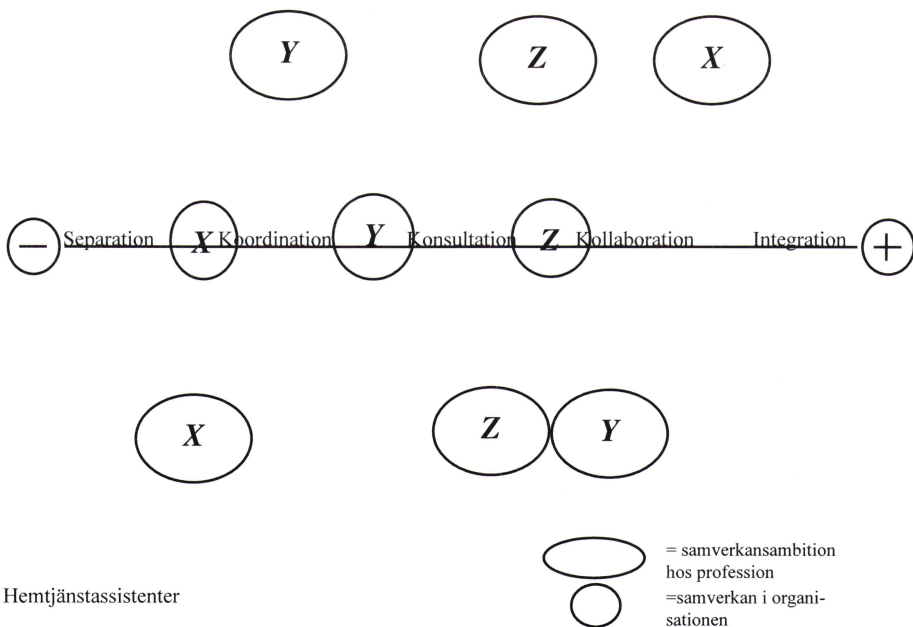 Y Z X
− Separation X Koordination Y Konsultation Z Kollaboration Integration +
X Z Y
= samverkansambition
hos profession
Hemtjänstassistenter
=samverkan i organi-
sationen